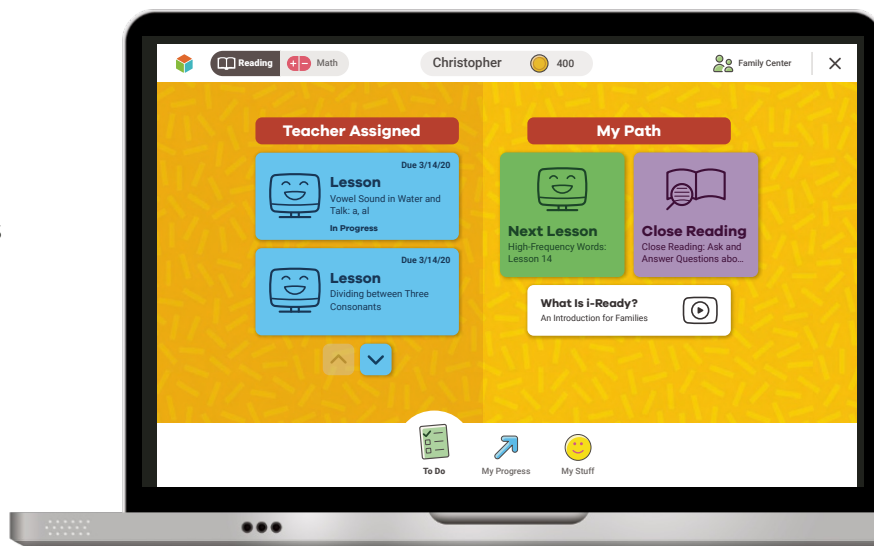 Reading
Math
Christopher
400
Family Center
Teacher Assigned
Due 3/14/20
Lesson
Vowel Sound in Water and
Talk: a, al
In Progress
Due 3/14/20
Lesson
Dividing between Three
Consonants
My Path
Next Lesson
High-Frequency Words:
Lesson 14
Close Reading
Close Reading: Ask and
Answer Questions abo...
What Is i-Ready?
An Introduction for Families
To Do
My Progress
My Stuff
s